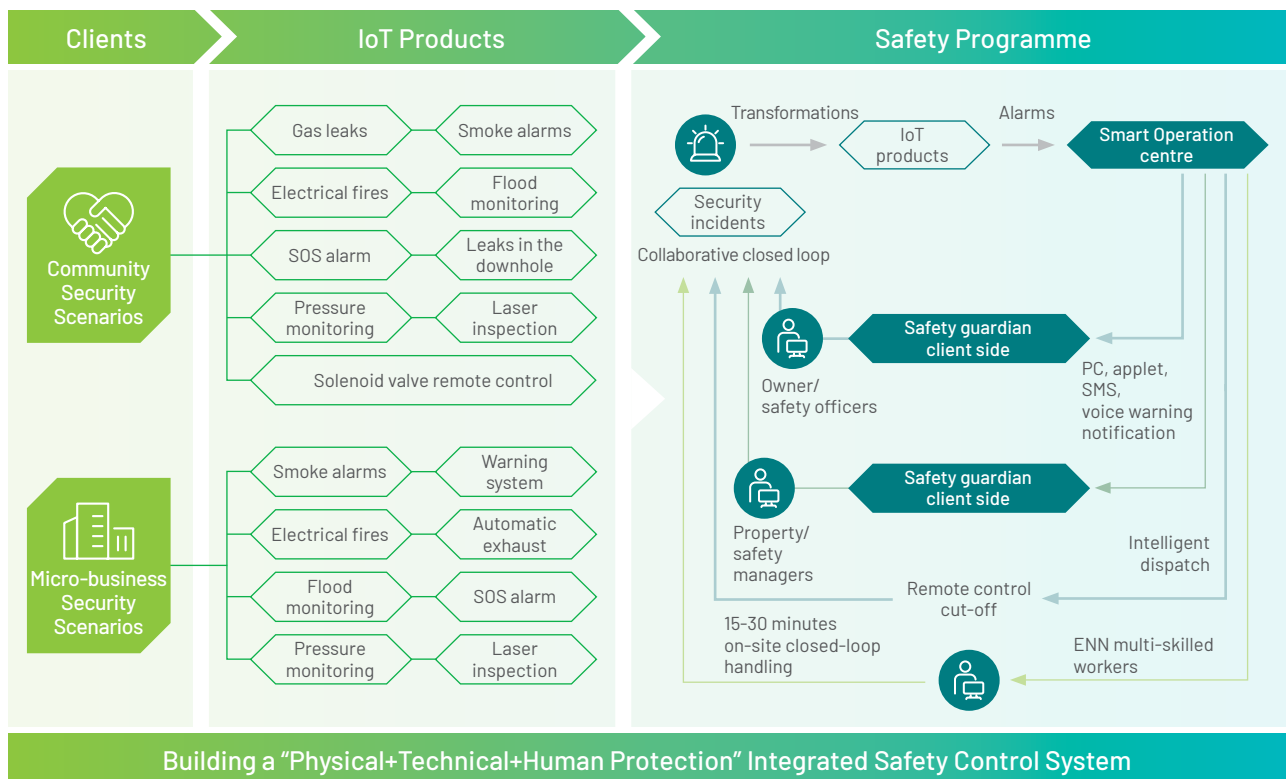 Clients
IoT Products
Safety Programme
Community
Security
Scenarios
Gas leaks
Smoke alarms
Electrical fires
Flood
monitoring
SOS alarm
Leaks in the
downhole
Pressure
monitoring
Laser
inspection
Solenoid valve remote control
Micro-business
Security
Scenarios
Smoke alarms
Warning
system
Electrical fires
Automatic
exhaust
Flood
monitoring
SOS alarm
Pressure
monitoring
Laser
inspection
Transformations
IoT
products
Alarms
Smart Operation
centre
Security
incidents
Collaborative closed loop
Safety guardian
client side
Owner/
safety officers
PC, applet,
SMS,
voice warning
notification
Safety guardian
client side
Property/
safety
managers
Intelligent
dispatch
Remote control
cut-off
15-30 minutes
on-site closed-loop
handling
ENN multi-skilled
workers
Building a “Physical+Technical+Human Protection” Integrated Safety Control System